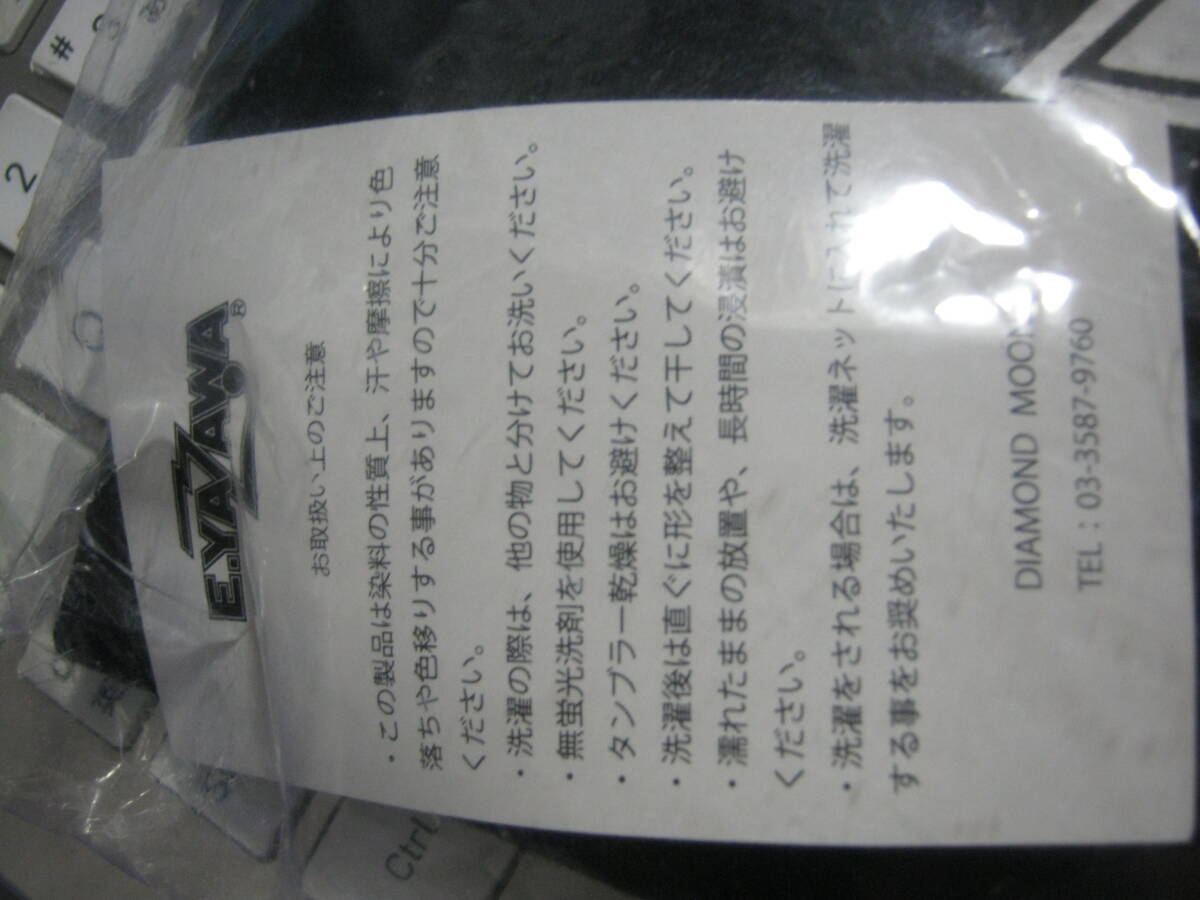 E.YAZAWA®
お取扱い上のご注意
・この製品は染料の性質上、汗や摩擦により色
落ちや色移りする事がありますので十分ご注意
ください。
・洗濯の際は、他の物と分けてお洗いください。
・無蛍光洗剤を使用してください。
・タンブラー乾燥はお避けください。
・洗濯後は直ぐに形を整えて干してください。
・濡れたままの放置や、長時間の浸漬はお避け
ください。
・洗濯をされる場合は、洗濯ネットに入れて洗濯
する事をお奨めいたします。
DIAMOND MOON
TEL：03-3587-9760
#
2
Ctrl